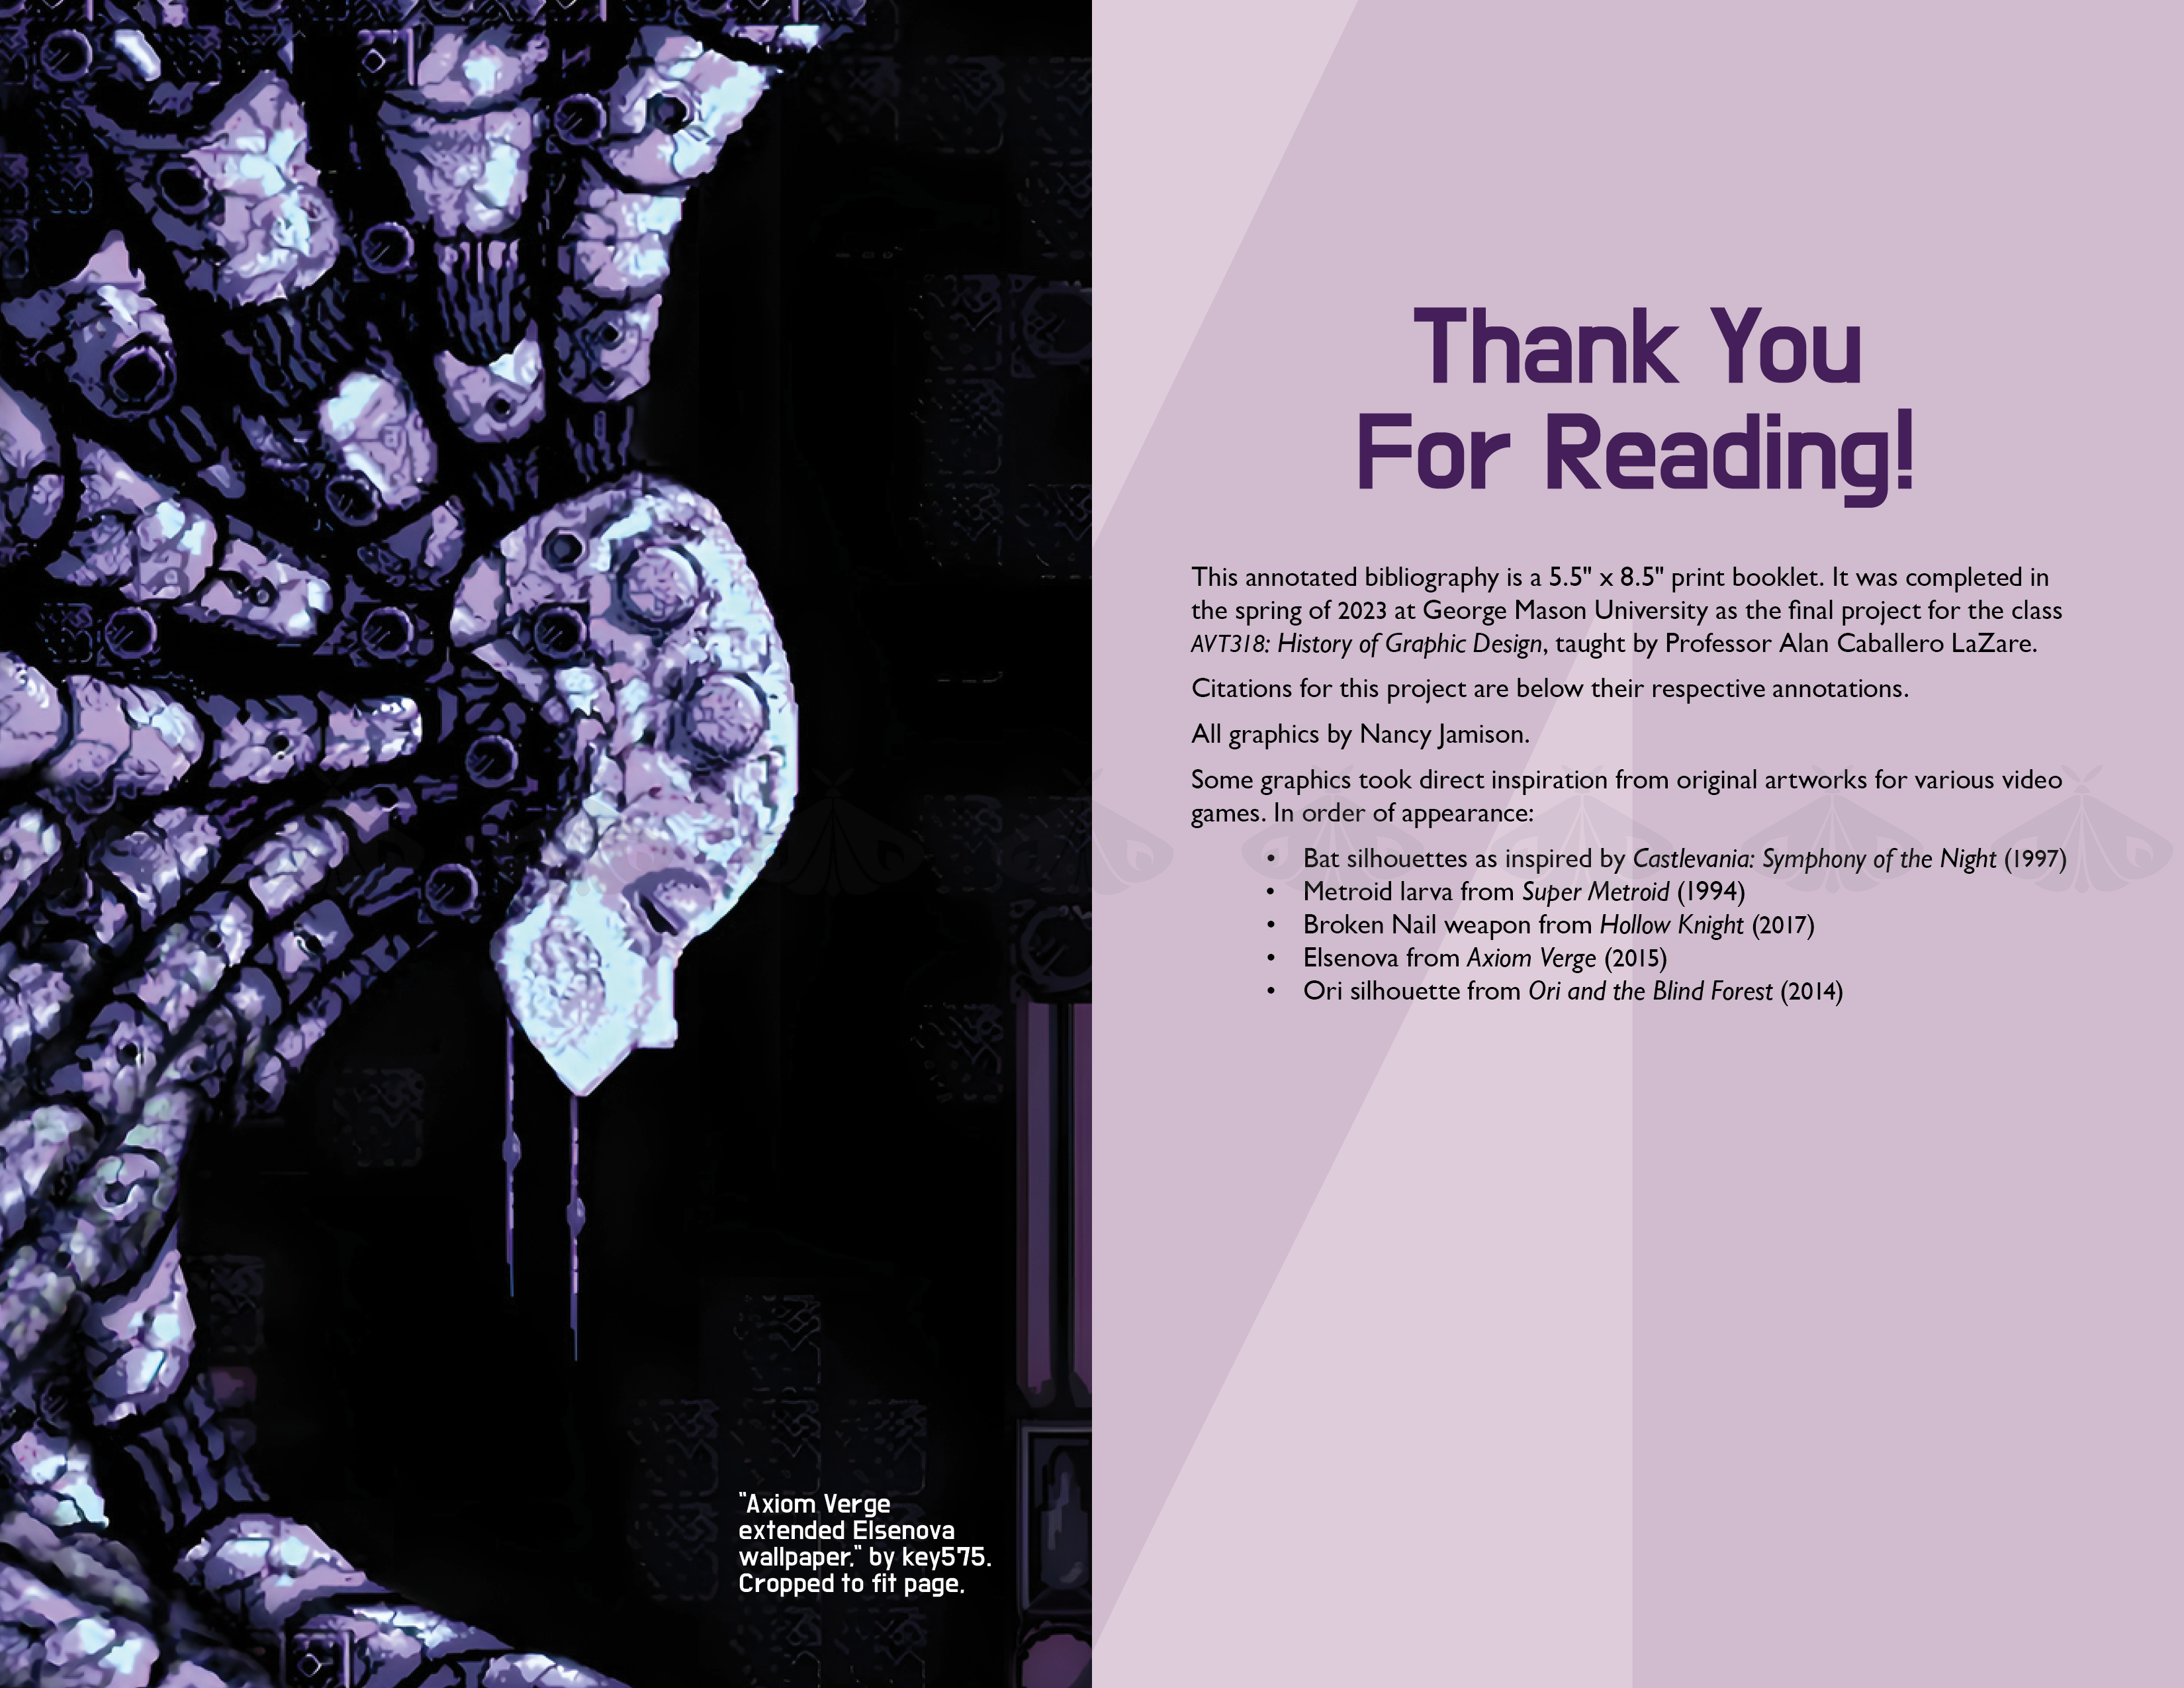 "Axiom Verge
extended Elsenova
wallpaper." by key575.
Cropped to fit page.
Thank You
For Reading!
This annotated bibliography is a 5.5" x 8.5" print booklet. It was completed in
the spring of 2023 at George Mason University as the final project for the class
AVT318: History of Graphic Design, taught by Professor Alan Caballero LaZare.
Citations for this project are below their respective annotations.
All graphics by Nancy Jamison.
Some graphics took direct inspiration from original artworks for various video
games. In order of appearance:
• Bat silhouettes as inspired by Castlevania: Symphony of the Night (1997)
• Metroid larva from Super Metroid (1994)
• Broken Nail weapon from Hollow Knight (2017)
• Elsenova from Axiom Verge (2015)
• Ori silhouette from Ori and the Blind Forest (2014)